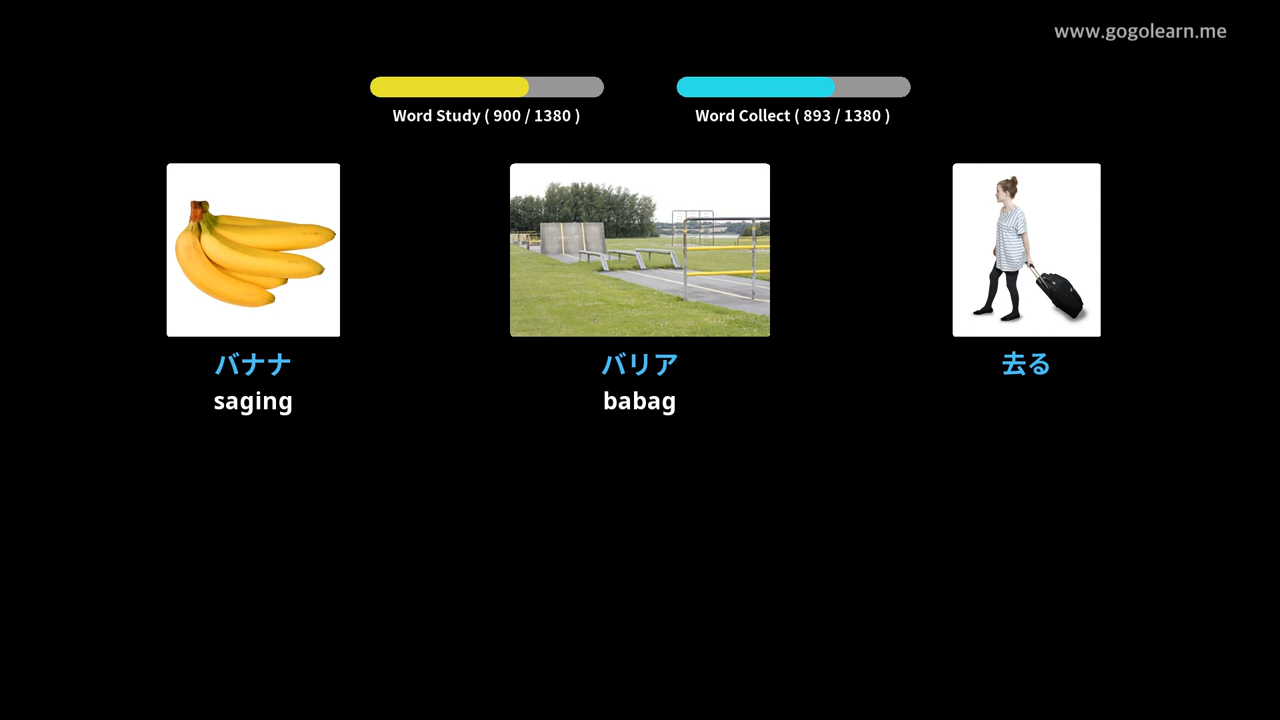 www.gogolearn.me
Word Study ( 900 / 1380 )
Word Collect ( 893 / 1380 )
バナナ
saging
バリア
babag
去る